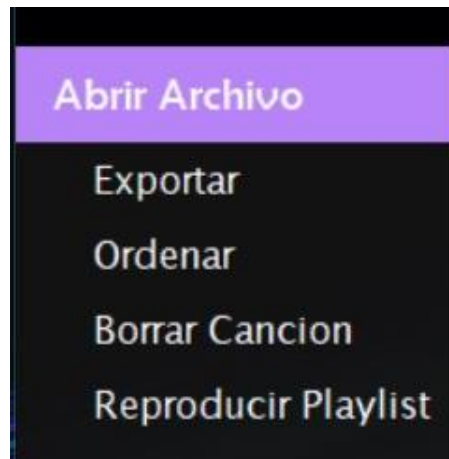 Abrir Archivo
Exportar
Ordenar
Borrar Cancion
Reproducir Playlist